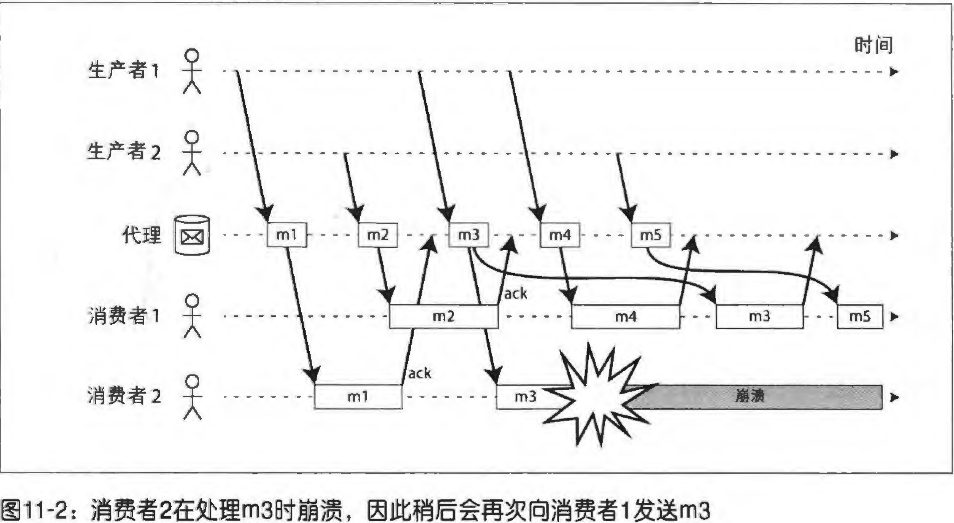 时间
生产者1
生产者2
代理 m1 m2 m3 m4 m5
ack
消费者1 m2 m4 m3 m5
ack
消费者2 m1 m3 崩溃
图11-2：消费者2在处理m3时崩溃，因此稍后会再次向消费者1发送m3